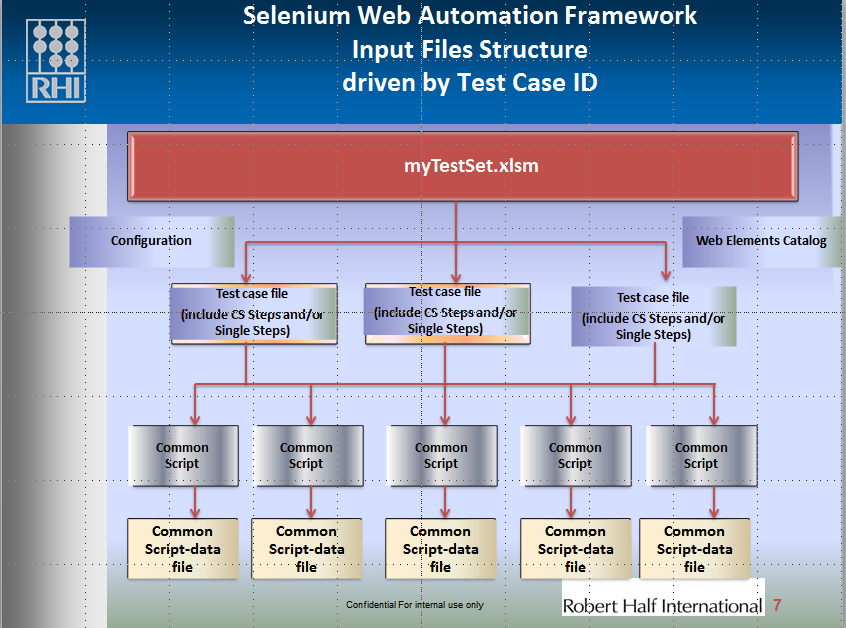 Selenium Web Automation Framework
Input Files Structure
driven by Test Case ID
RHI
myTestSet.xlsm
Configuration
Web Elements Catalog
Test case file
(include CS Steps and/or
Single Steps)
Test case file
(include CS Steps and/or
Single Steps)
Test case file
(include CS Steps and/or
Single Steps)
Common
Script
Common
Script
Common
Script
Common
Script
Common
Script
Common
Script-data
file
Common
Script-data
file
Common
Script-data
file
Common
Script-data
file
Common
Script-data
file
Confidential For internal use only
Robert Half International
7